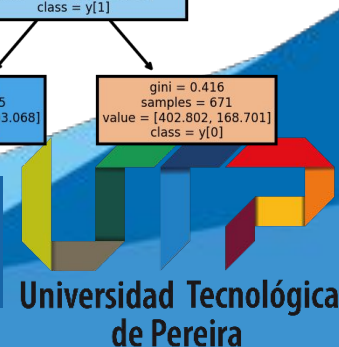 class = y[1]
5
3.068]
gini = 0.416
samples = 671
value = [402.802, 168.701]
class = y[0]
Universidad Tecnológica
de Pereira